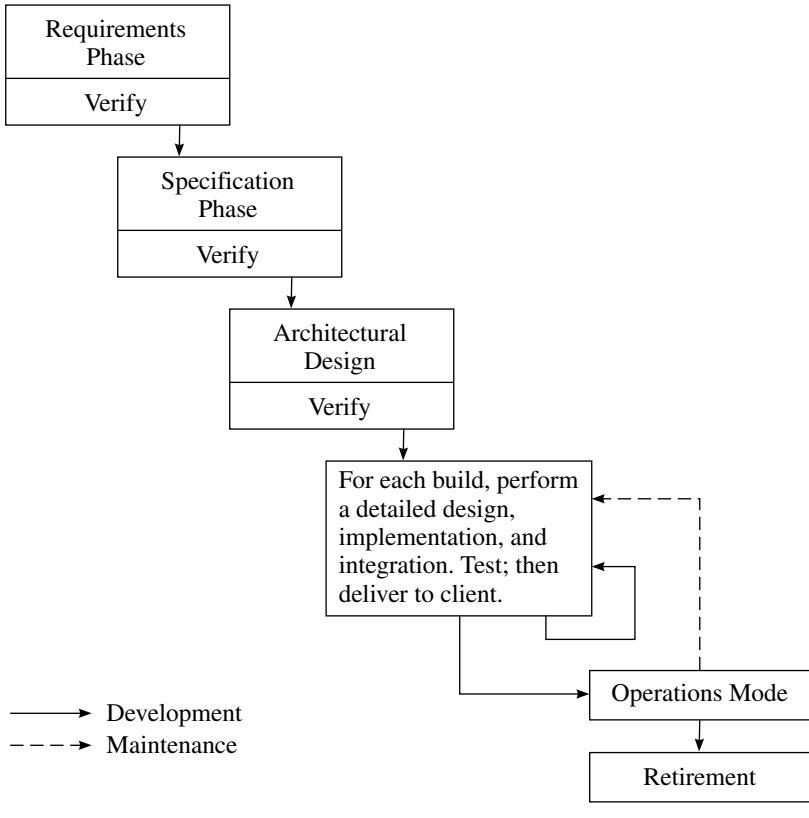 Requirements
Phase
Verify
Specification
Phase
Verify
Architectural
Design
Verify
For each build, perform
a detailed design,
implementation, and
integration. Test; then
deliver to client.
Operations Mode
Development
Maintenance
Retirement